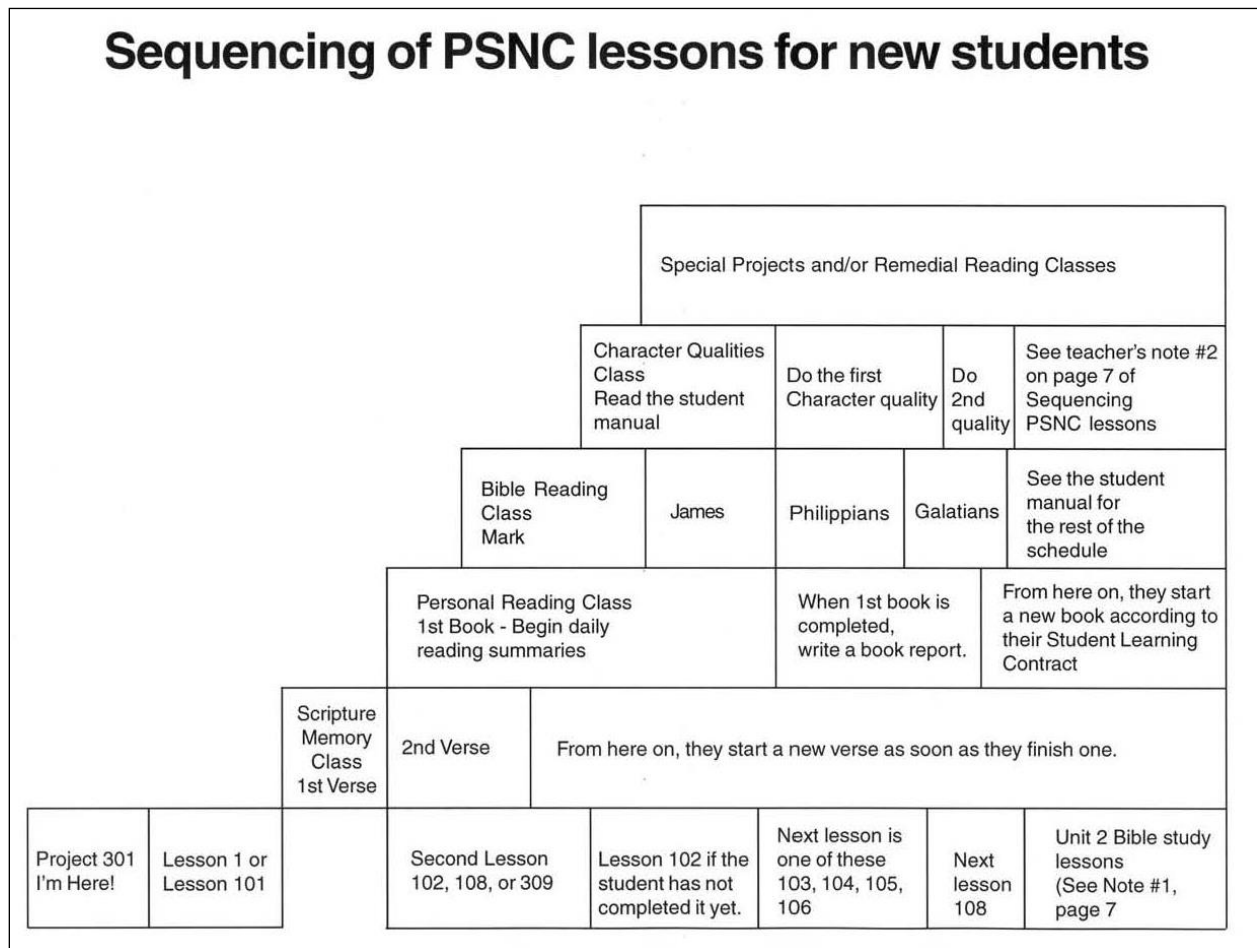 Sequencing of PSNC lessons for new students
Special Projects and/or Remedial Reading Classes
Character Qualities
Class
Read the student
manual
Do the first
Character quality
Do
2nd
quality
See teacher's note #2
on page 7 of
Sequencing
PSNC lessons
Bible Reading
Class
Mark
James
Philippians
Galatians
See the student
manual for
the rest of the
schedule
Personal Reading Class
1st Book - Begin daily
reading summaries
When 1st book is
completed,
write a book report.
From here on, they start
a new book according to
their Student Learning
Contract
Scripture
Memory
Class
1st Verse
2nd Verse
From here on, they start a new verse as soon as they finish one.
Project 301
I'm Here!
Lesson 1 or
Lesson 101
Second Lesson
102, 108, or 309
Lesson 102 if the
student has not
completed it yet.
Next lesson is
one of these
103, 104, 105,
106
Next
lesson
108
Unit 2 Bible study
lessons
(See Note #1,
page 7